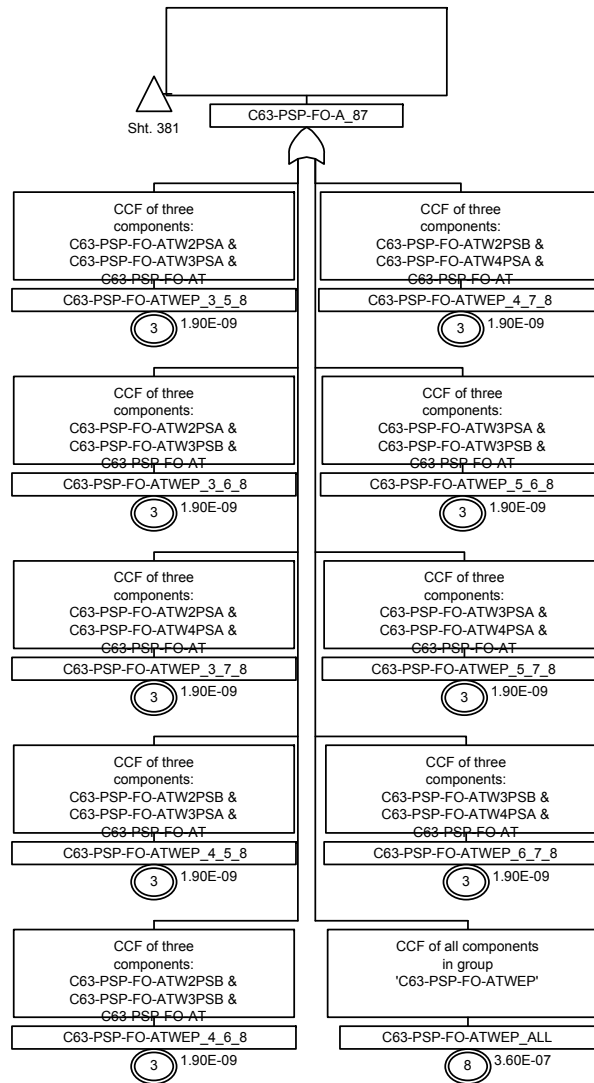 Sht. 381
C63-PSP-FO-A_87
CCF of three
components:
C63-PSP-FO-ATW2PSA &
C63-PSP-FO-ATW3PSA &
C63-PSP-FO-AT
C63-PSP-FO-ATWEP_3_5_8
3
1.90E-09
CCF of three
components:
C63-PSP-FO-ATW2PSB &
C63-PSP-FO-ATW4PSA &
C63-PSP-FO-AT
C63-PSP-FO-ATWEP_4_7_8
3
1.90E-09
CCF of three
components:
C63-PSP-FO-ATW2PSA &
C63-PSP-FO-ATW3PSB &
C63-PSP-FO-AT
C63-PSP-FO-ATWEP_3_6_8
3
1.90E-09
CCF of three
components:
C63-PSP-FO-ATW3PSA &
C63-PSP-FO-ATW3PSB &
C63-PSP-FO-AT
C63-PSP-FO-ATWEP_5_6_8
3
1.90E-09
CCF of three
components:
C63-PSP-FO-ATW2PSA &
C63-PSP-FO-ATW4PSA &
C63-PSP-FO-AT
C63-PSP-FO-ATWEP_3_7_8
3
1.90E-09
CCF of three
components:
C63-PSP-FO-ATW3PSA &
C63-PSP-FO-ATW4PSA &
C63-PSP-FO-AT
C63-PSP-FO-ATWEP_5_7_8
3
1.90E-09
CCF of three
components:
C63-PSP-FO-ATW2PSB &
C63-PSP-FO-ATW3PSA &
C63-PSP-FO-AT
C63-PSP-FO-ATWEP_4_5_8
3
1.90E-09
CCF of three
components:
C63-PSP-FO-ATW3PSB &
C63-PSP-FO-ATW4PSA &
C63-PSP-FO-AT
C63-PSP-FO-ATWEP_6_7_8
3
1.90E-09
CCF of three
components:
C63-PSP-FO-ATW2PSB &
C63-PSP-FO-ATW3PSB &
C63-PSP-FO-AT
C63-PSP-FO-ATWEP_4_6_8
3
1.90E-09
CCF of all components
in group
'C63-PSP-FO-ATWEP'
C63-PSP-FO-ATWEP_ALL
8
3.60E-07